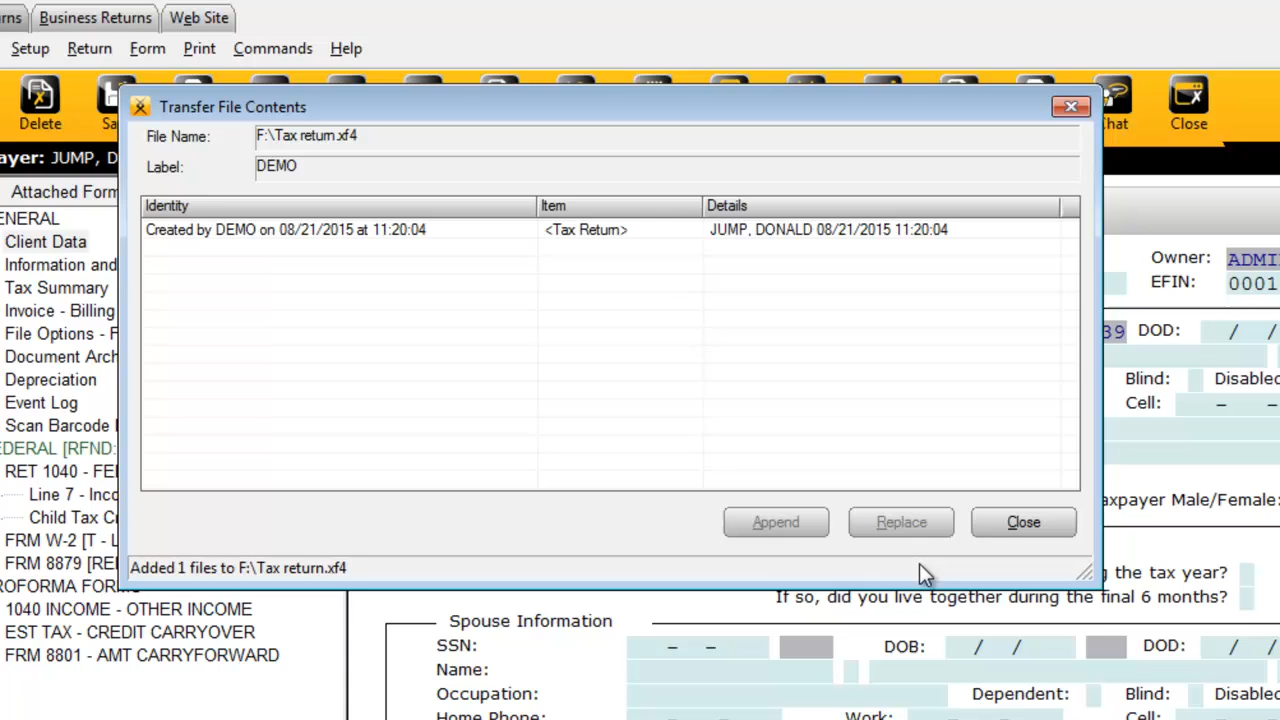 rns Business Returns Web Site
Setup Return Form Print Commands Help
Delete Sa Chat Close
ayer: JUMP, D
Transfer File Contents
File Name: F:\Tax return.xf4
Label: DEMO
Identity Item Details
Created by DEMO on 08/21/2015 at 11:20:04 <Tax Return> JUMP, DONALD 08/21/2015 11:20:04
Append Replace Close
Added 1 files to F:\Tax return.xf4
Attached Form
ENERAL
Client Data
Information and
Tax Summary
Invoice - Billing
File Options - F
Document Arch
Depreciation
Event Log
Scan Barcode
EDERAL [RFND:
RET 1040 - FE
Line 7 - Inco
Child Tax Cr
FRM W-2 [T - L
FRM 8879 [RE
ROFORMA FORM
1040 INCOME - OTHER INCOME
EST TAX - CREDIT CARRYOVER
FRM 8801 - AMT CARRYFORWARD
Owner: ADMI
EFIN: 0001
39 DOD: / /
Blind: Disabled
Cell: – –
axpayer Male/Female:
g the tax year?
If so, did you live together during the final 6 months?
Spouse Information
SSN: – – DOB: / / DOD: / /
Name:
Occupation: Dependent: Blind: Disabled
Home Phone: Work: Cell: